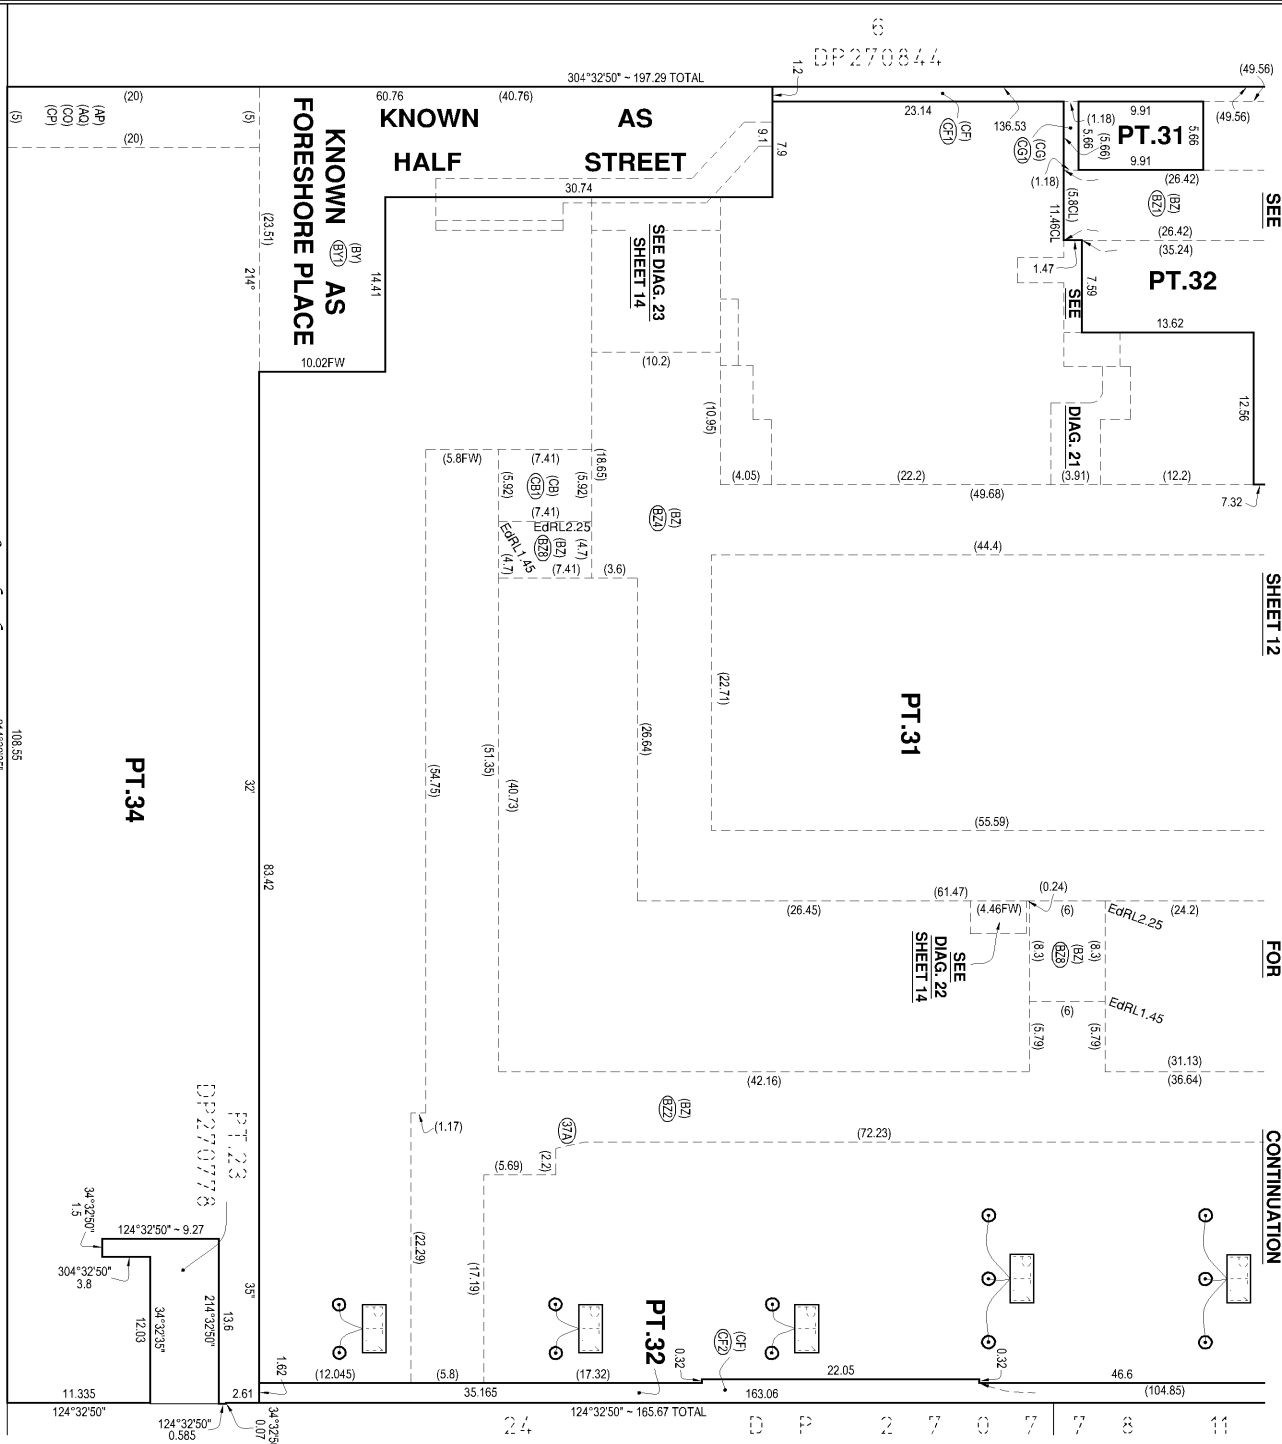 6
DP270844
304°32'50" ~ 197.29 TOTAL
1.2
(49.56)
(49.56)
(20)
(5)
(AP)
(AQ)
(CO)
(CP)
(20)
(5)
60.76
(40.76)
KNOWN AS
HALF STREET
KNOWN AS
FORESHORE PLACE
(BY)
(BY1)
(23.51)
214°
14.41
10.02FW
30.74
9.1
7.9
23.14
(CF)
(CF1)
136.53
(CG)
(CG1)
(1.18)
5.66
(5.66)
9.91
PT.31
5.66
9.91
(1.18)
(26.42)
(5.8CL)
11.46CL
(BZ)
(BZ1)
(26.42)
(35.24)
SEE
1.47
7.59
PT.32
13.62
12.56
7.32
SEE
DIAG. 21
SEE DIAG. 23
SHEET 14
(10.2)
(10.95)
(18.65)
(4.05)
(22.2)
(3.91)
(12.2)
(49.68)
(5.8FW)
(7.41)
(5.92)
(CB)
(CB1)
(5.92)
(7.41)
EdRL2.25
EdRL1.45
(BZ)
(BZ8)
(4.7)
(4.7)
(7.41)
(3.6)
(BZ)
(BZ4)
(44.4)
SHEET 12
(22.71)
PT.31
(26.64)
(51.35)
(40.73)
(54.75)
(55.59)
108.55
PT.34
32'
83.42
(26.45)
(61.47)
(0.24)
(4.46FW)
(6)
EdRL2.25
(24.2)
SEE
DIAG. 22
SHEET 14
(8.3)
(BZ)
(BZ8)
(8.3)
FOR
(6)
EdRL1.45
(5.79)
(5.79)
(31.13)
(36.64)
(42.16)
(BZ)
(BZ2)
(1.17)
(37A)
(72.23)
(5.69)
(2.2)
CONTINUATION
PT.23
DP270778
34°32'50"
1.5
124°32'50" ~ 9.27
304°32'50"
3.8
12.03
34°32'35"
214°32'50"
13.6
35"
(22.29)
(17.19)
PT.32
(CF)
(CF2)
0.32
22.05
0.32
1.62
(12.045)
(5.8)
(17.32)
46.6
(104.85)
11.335
2.61
35.165
163.06
124°32'50"
124°32'50"
0.585
0.07
124°32'50" ~ 165.67 TOTAL
24
DP 270778
11